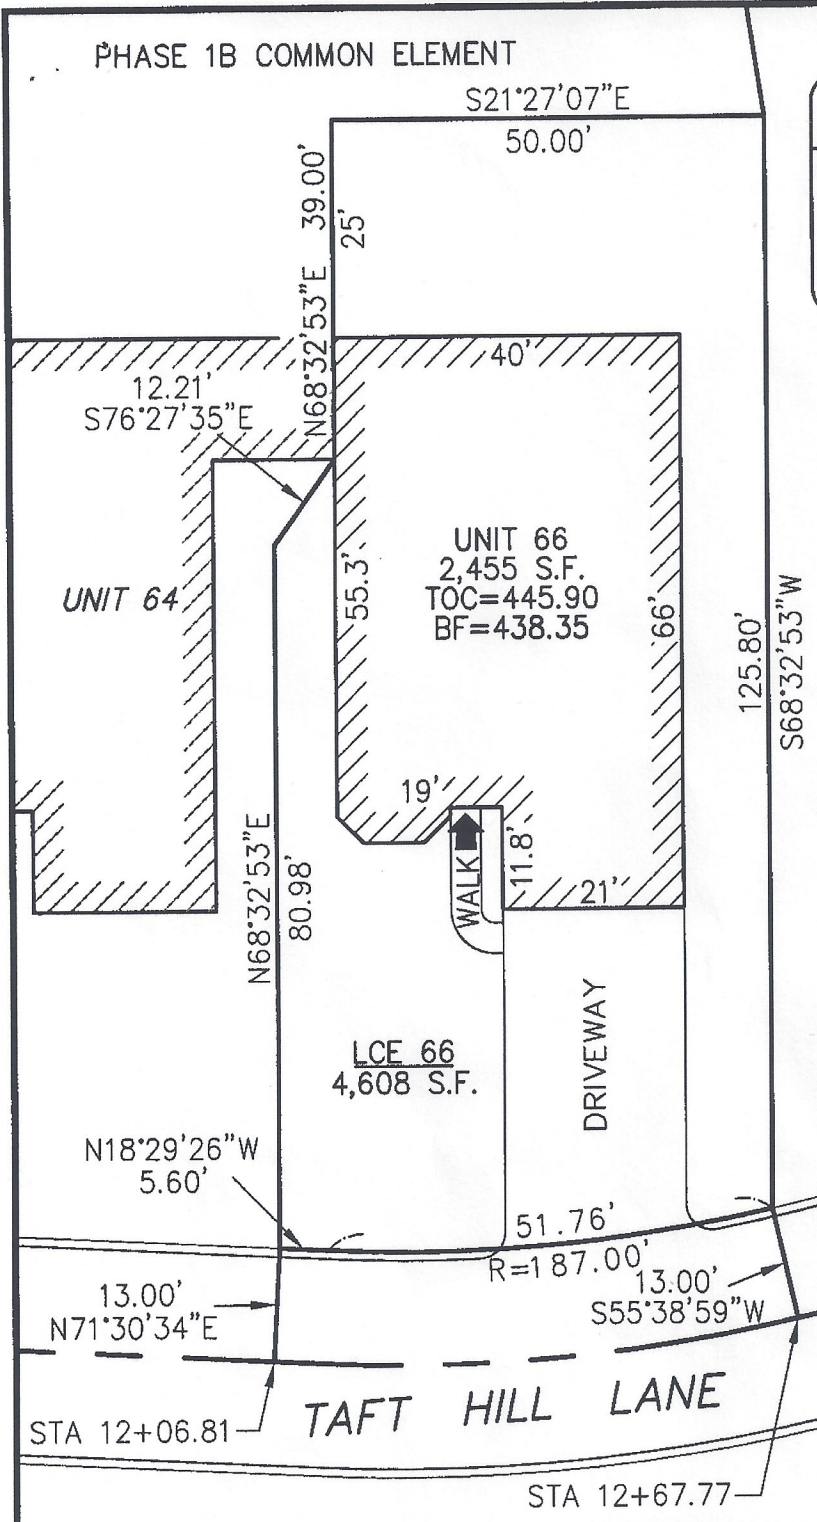 PHASE 1B COMMON ELEMENT
S21°27'07"E
50.00'
N68°32'53"E 39.00'
25'
12.21'
S76°27'35"E
40'
UNIT 64
55.3'
UNIT 66
2,455 S.F.
TOC=445.90
BF=438.35
66'
125.80'
S68°32'53"W
19'
WALK
11.8'
21'
N68°32'53"E
80.98'
LCE 66
4,608 S.F.
DRIVEWAY
N18°29'26"W
5.60'
51.76'
R=187.00'
13.00'
N71°30'34"E
13.00'
S55°38'59"W
TAFT HILL LANE
STA 12+06.81
STA 12+67.77